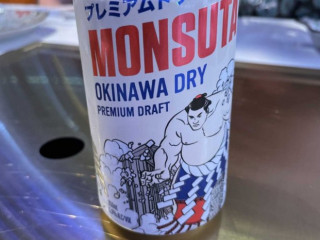 プレミアムド
MONSUTA
OKINAWA DRY
PREMIUM DRAFT